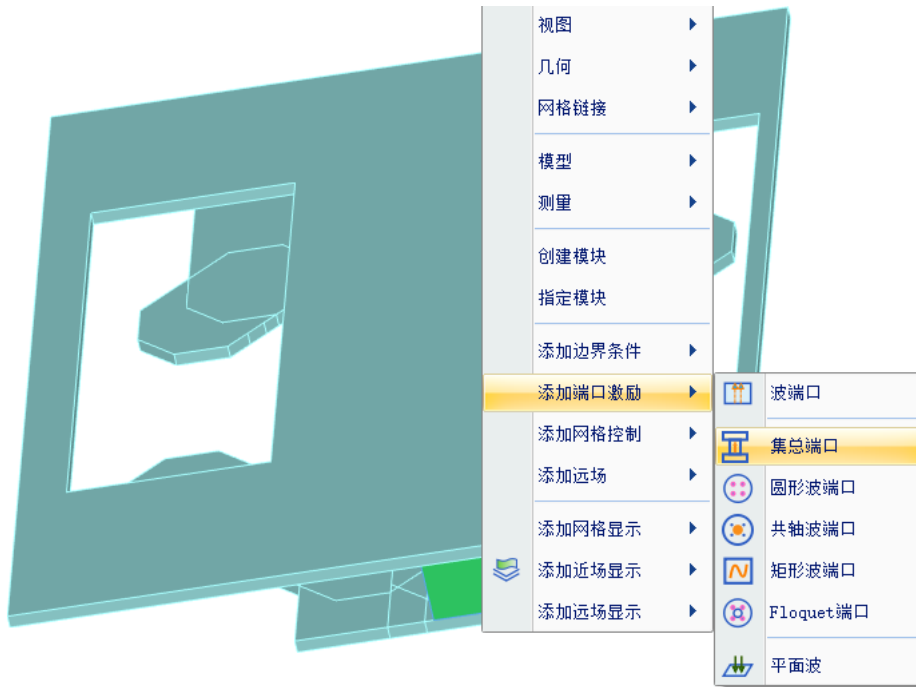 视图
几何
网格链接
模型
测量
创建模块
指定模块
添加边界条件
添加端口激励
添加网格控制
添加远场
添加网格显示
添加近场显示
添加远场显示
波端口
集总端口
圆形波端口
共轴波端口
矩形波端口
Floquet端口
平面波